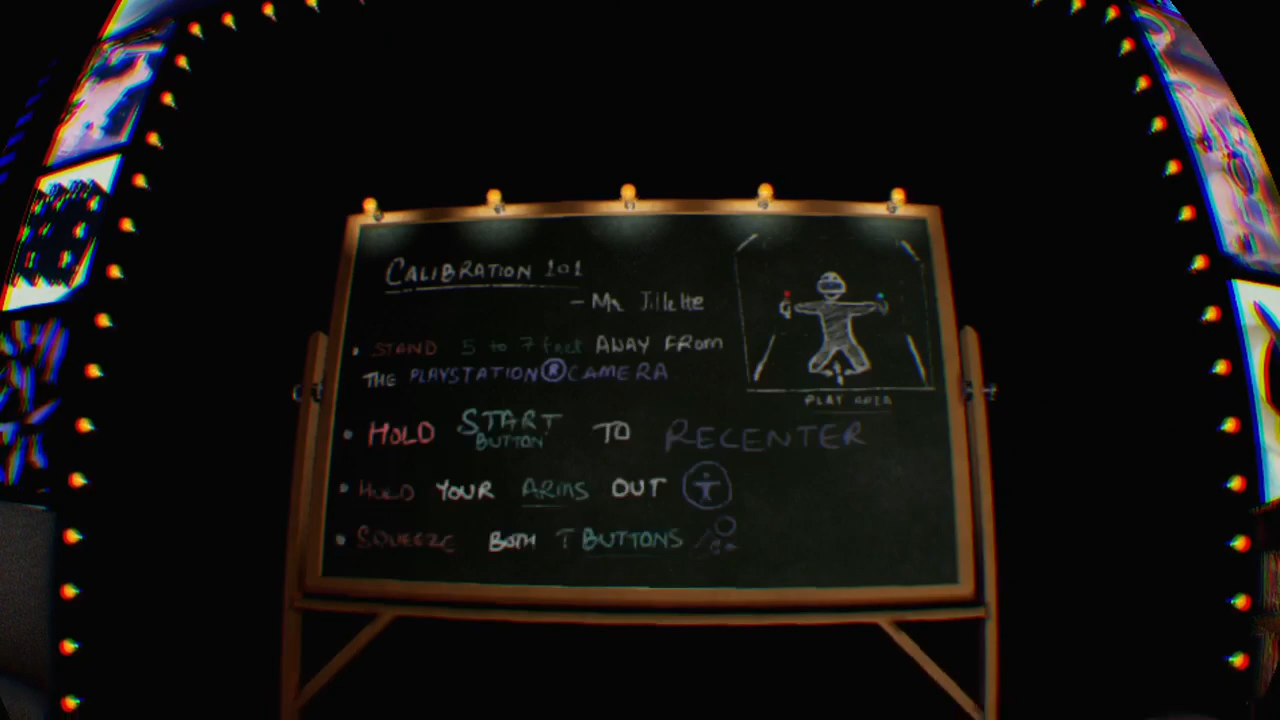 CALIBRATION 101
- Mr Jillette
• STAND 5 to 7 feet AWAY FROM
THE PLAYSTATION®CAMERA
PLAY AREA
• HOLD START BUTTON TO RECENTER
• HOLD YOUR ARMS OUT
• SQUEEZE BOTH T BUTTONS